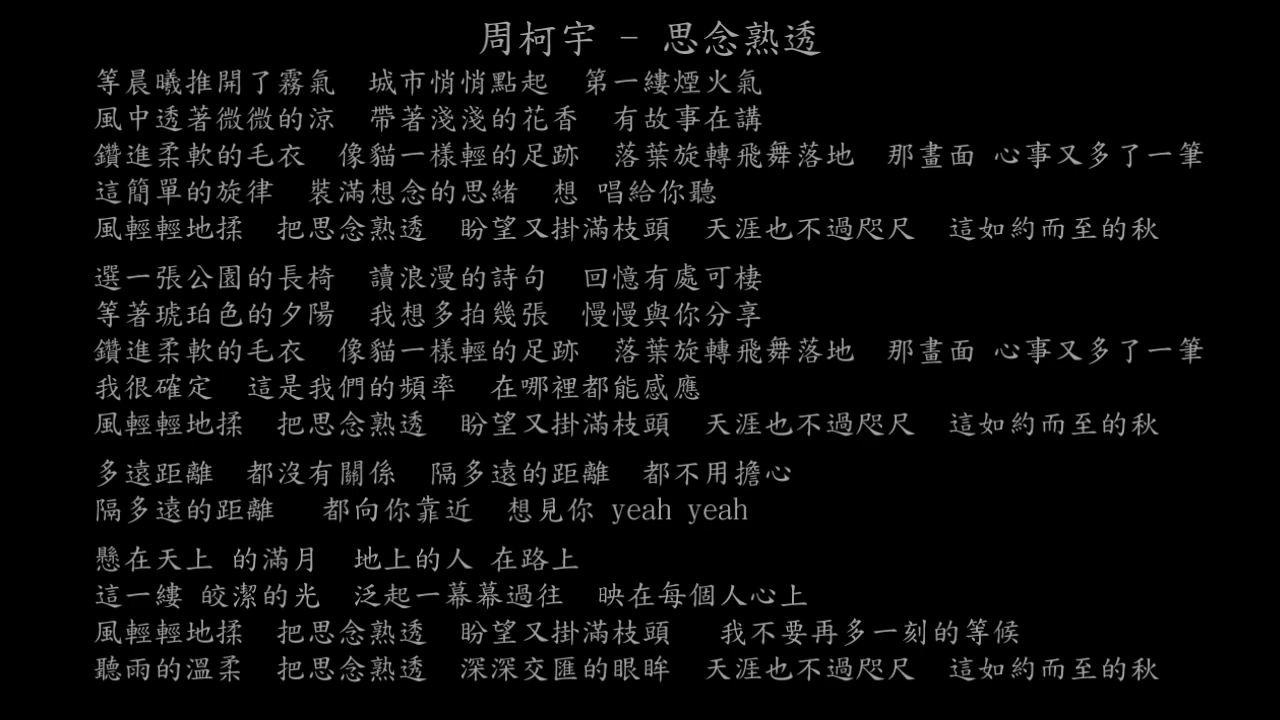 周柯宇 - 思念熟透
等晨曦推開了霧氣 城市悄悄點起 第一縷煙火氣
風中透著微微的涼 帶著淺淺的花香 有故事在講
鑽進柔軟的毛衣 像貓一樣輕的足跡 落葉旋轉飛舞落地 那畫面 心事又多了一筆
這簡單的旋律 裝滿想念的思緒 想 唱給你聽
風輕輕地揉 把思念熟透 盼望又掛滿枝頭 天涯也不過咫尺 這如約而至的秋
選一張公園的長椅 讀浪漫的詩句 回憶有處可棲
等著琥珀色的夕陽 我想多拍幾張 慢慢與你分享
鑽進柔軟的毛衣 像貓一樣輕的足跡 落葉旋轉飛舞落地 那畫面 心事又多了一筆
我很確定 這是我們的頻率 在哪裡都能感應
風輕輕地揉 把思念熟透 盼望又掛滿枝頭 天涯也不過咫尺 這如約而至的秋
多遠距離 都沒有關係 隔多遠的距離 都不用擔心
隔多遠的距離 都向你靠近 想見你 yeah yeah
懸在天上 的滿月 地上的人 在路上
這一縷 皎潔的光 泛起一幕幕過往 映在每個人心上
風輕輕地揉 把思念熟透 盼望又掛滿枝頭 我不要再多一刻的等候
聽雨的溫柔 把思念熟透 深深交匯的眼眸 天涯也不過咫尺 這如約而至的秋